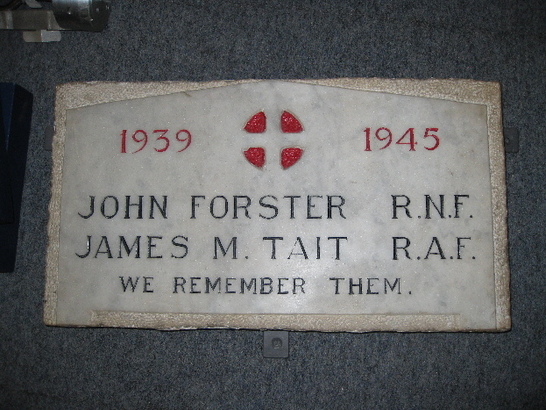 1939 1945
JOHN FORSTER R.N.F.
JAMES M. TAIT R.A.F.
WE REMEMBER THEM.